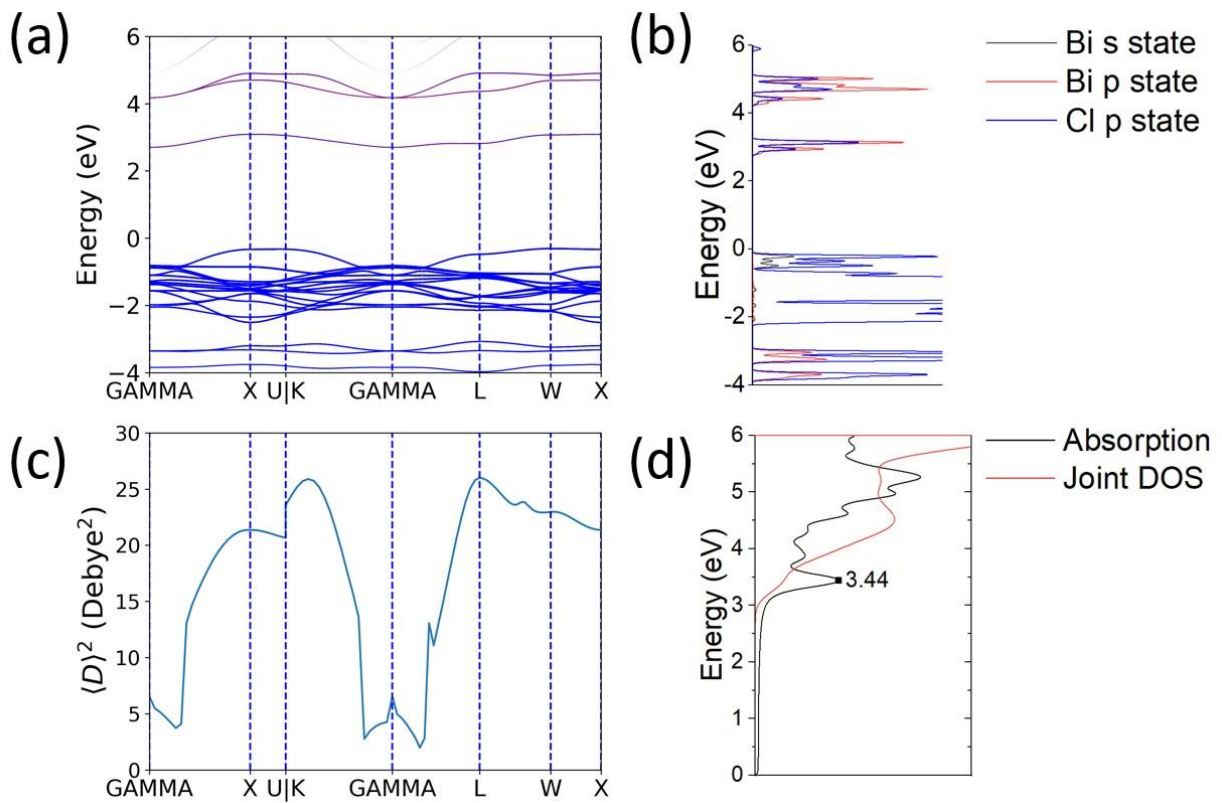 (a)
6
4
2
0
−2
−4
Energy (eV)
GAMMA X U|K GAMMA L W X
(b)
6
4
2
0
-2
-4
Energy (eV)
Bi s state
Bi p state
Cl p state
(c)
30
25
20
15
10
5
0
⟨D⟩² (Debye²)
GAMMA X U|K GAMMA L W X
(d)
6
5
4
3
2
1
0
Energy (eV)
3.44
Absorption
Joint DOS